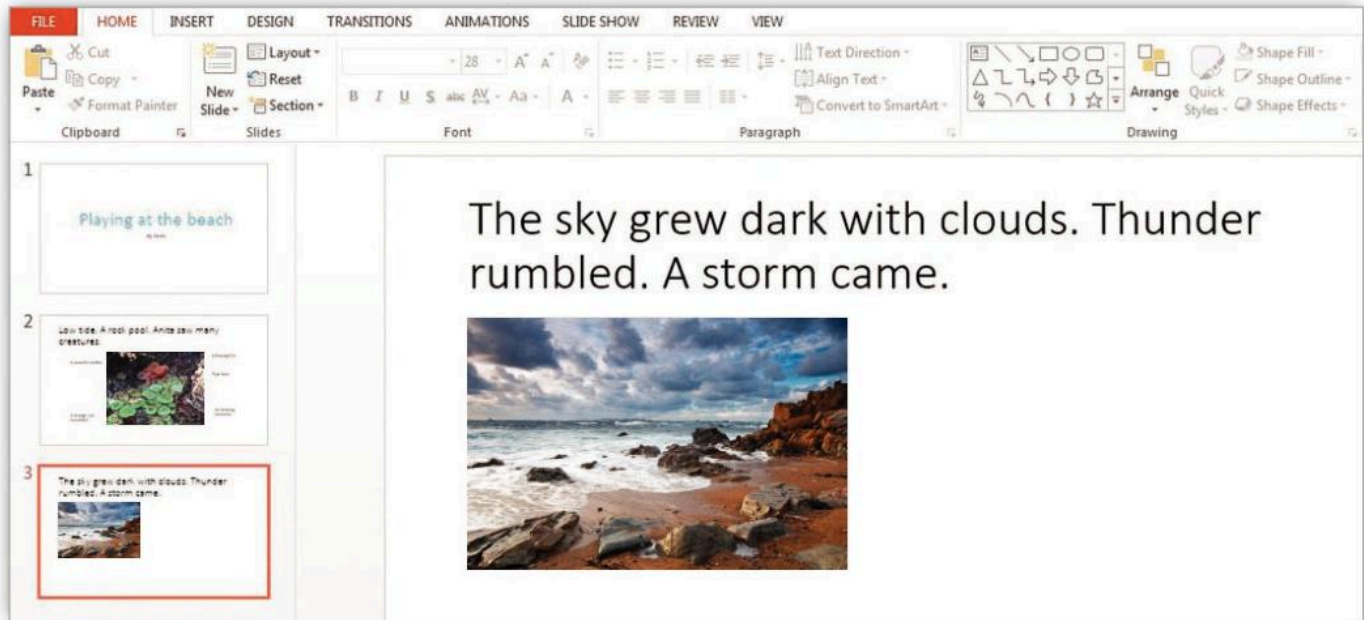 FILE HOME INSERT DESIGN TRANSITIONS ANIMATIONS SLIDE SHOW REVIEW VIEW
Cut
Copy
Format Painter
Paste
Clipboard
New
Slide
Layout
Reset
Section
Slides
28
A A
B I U S abc AV Aa A
Font
Text Direction
Align Text
Convert to SmartArt
Paragraph
Arrange
Quick
Styles
Shape Fill
Shape Outline
Shape Effects
Drawing
1
Playing at the beach
2
Low tide. A rock pool. Anita saw many
creatures.
3
The sky grew dark with clouds. Thunder
rumbled. A storm came.
The sky grew dark with clouds. Thunder
rumbled. A storm came.